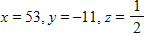 x = 53, y = −11, z = 1/2